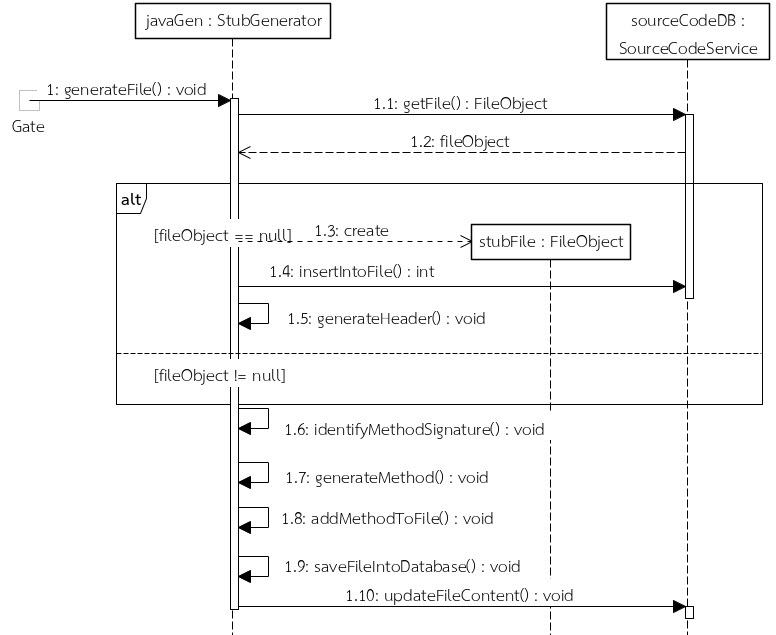 javaGen : StubGenerator
sourceCodeDB :
SourceCodeService
1: generateFile() : void
Gate
1.1: getFile() : FileObject
1.2: fileObject
alt
[fileObject == null]
1.3: create
stubFile : FileObject
1.4: insertIntoFile() : int
1.5: generateHeader() : void
[fileObject != null]
1.6: identifyMethodSignature() : void
1.7: generateMethod() : void
1.8: addMethodToFile() : void
1.9: saveFileIntoDatabase() : void
1.10: updateFileContent() : void